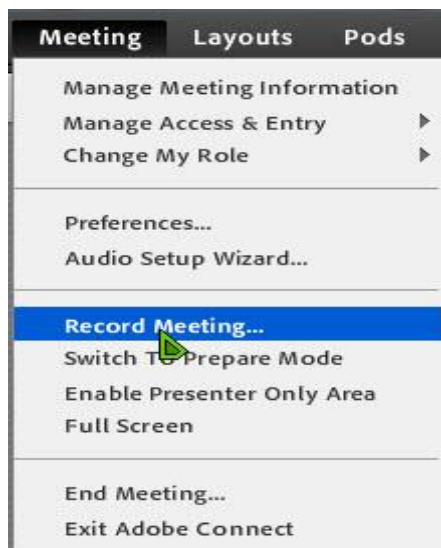 Meeting Layouts Pods
Manage Meeting Information
Manage Access & Entry
Change My Role
Preferences...
Audio Setup Wizard...
Record Meeting...
Switch To Prepare Mode
Enable Presenter Only Area
Full Screen
End Meeting...
Exit Adobe Connect